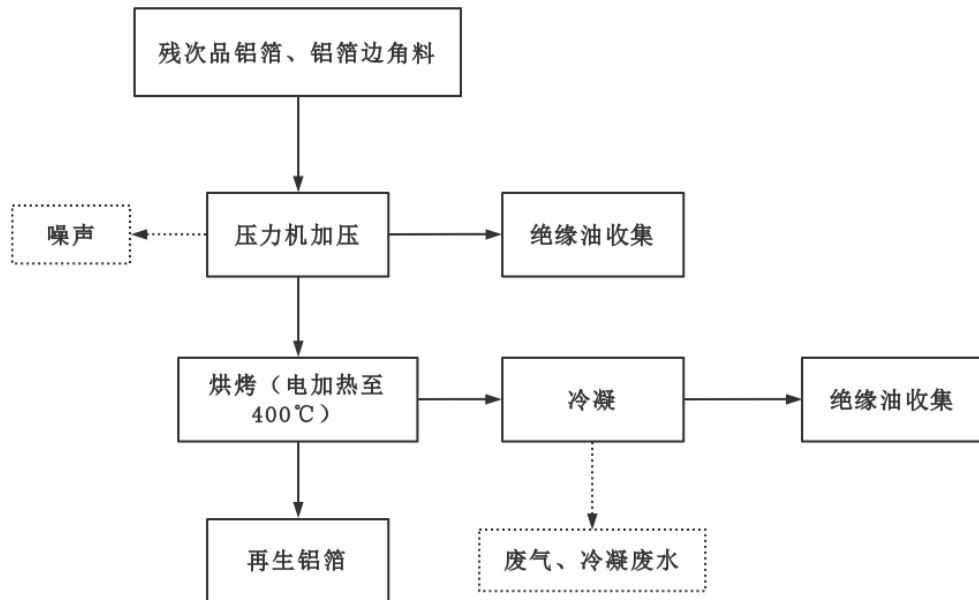 残次品铝箔、铝箔边角料
噪声
压力机加压
绝缘油收集
烘烤（电加热至
400℃）
冷凝
绝缘油收集
再生铝箔
废气、冷凝废水